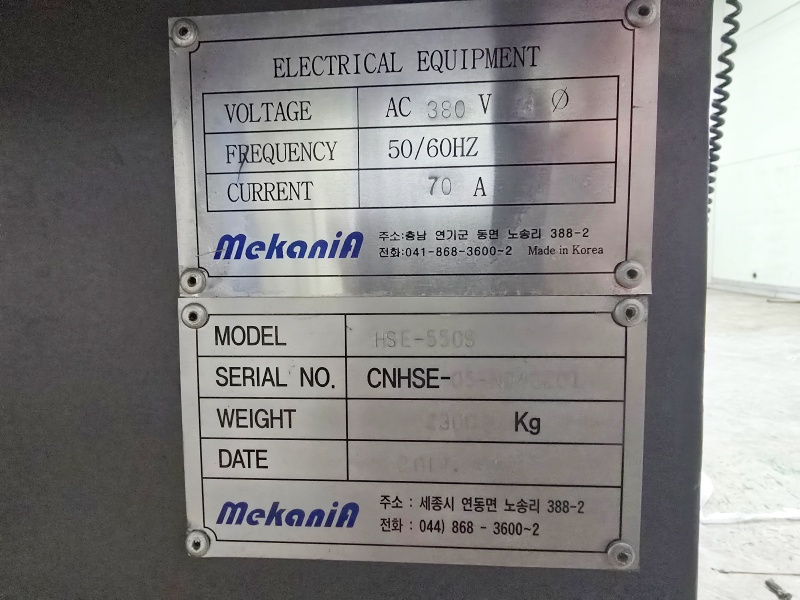 ELECTRICAL EQUIPMENT
VOLTAGE AC 380 V 3 Ø
FREQUENCY 50/60HZ
CURRENT 70 A
MekaniA
주소:충남 연기군 동면 노송리 388-2
전화:041-868-3600~2 Made in Korea
MODEL HSE-550S
SERIAL NO. CNHSE-
WEIGHT Kg
DATE
MekaniA
주소 : 세종시 연동면 노송리 388-2
전화 : 044) 868 - 3600~2